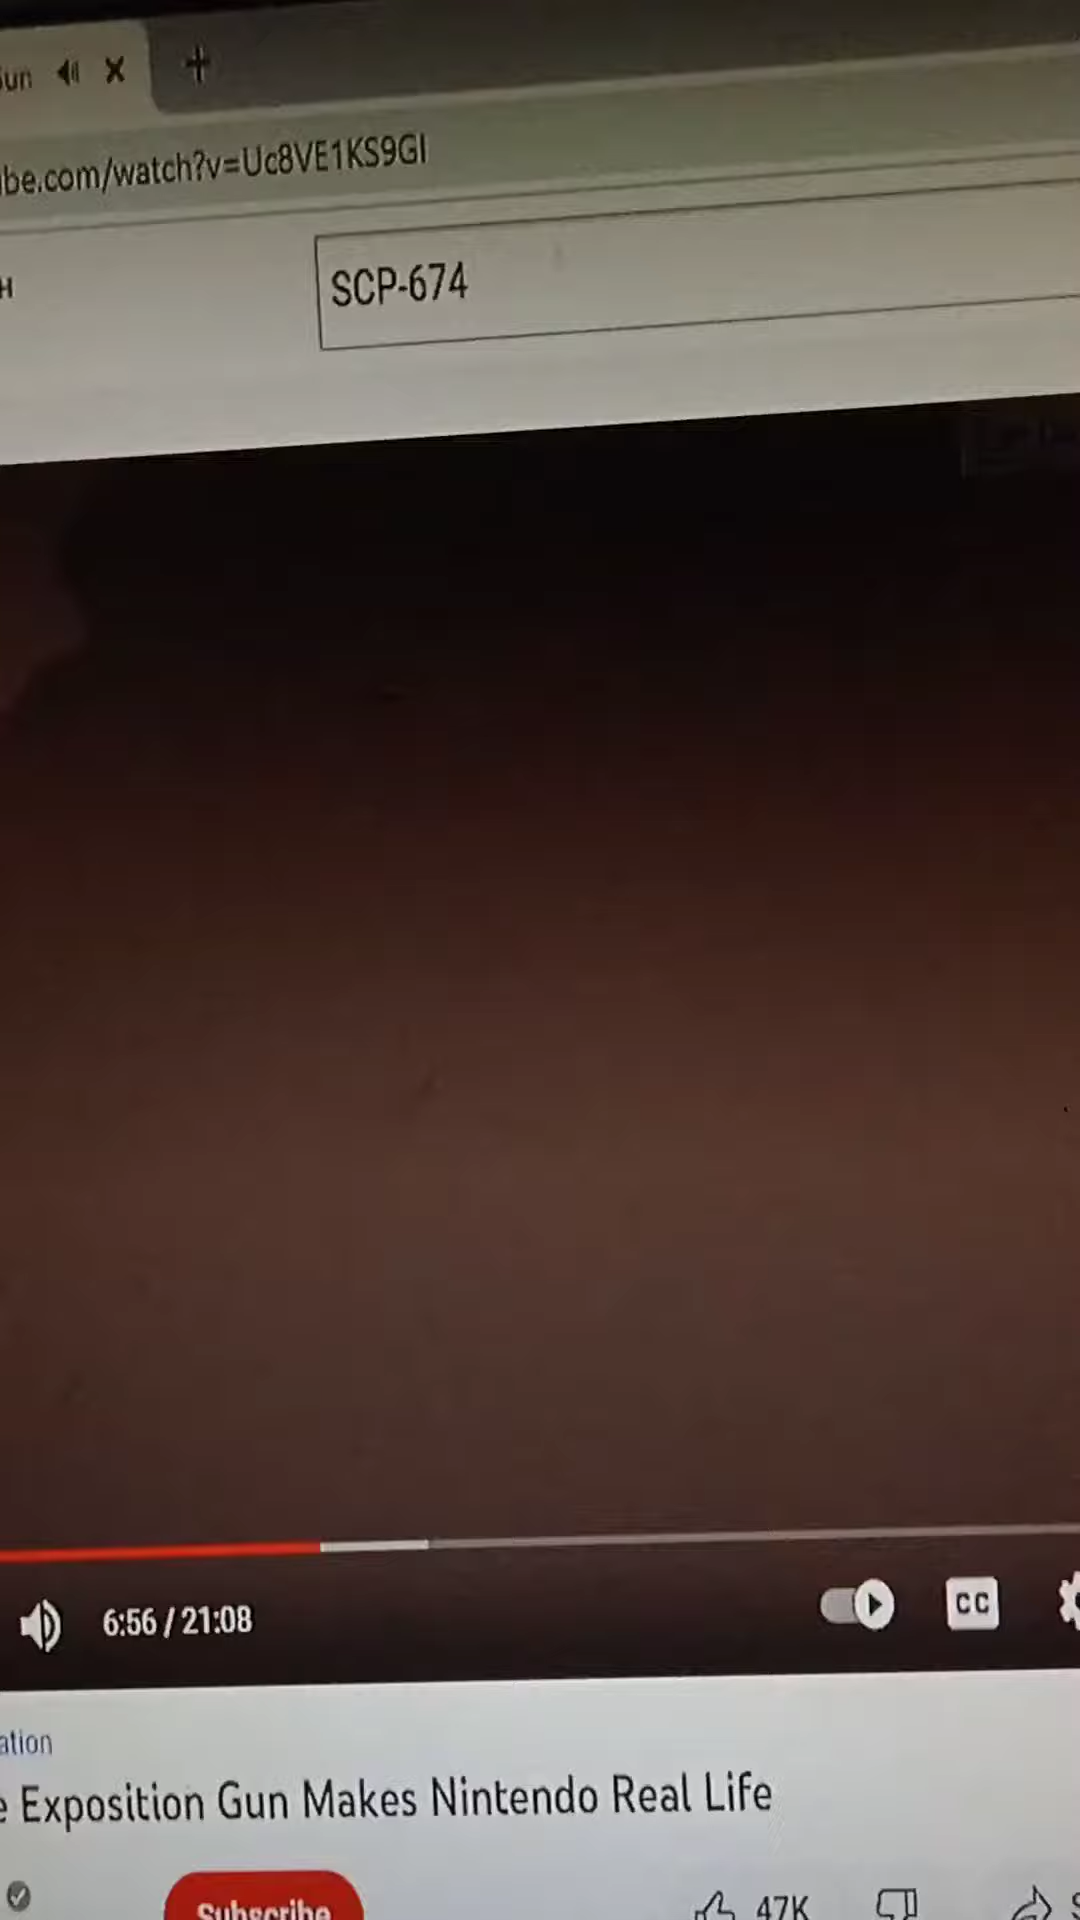 be.com/watch?v=Uc8VE1KS9GI
H
SCP-674
6:56 / 21:08
CC
ation
e Exposition Gun Makes Nintendo Real Life
Subscribe
47K